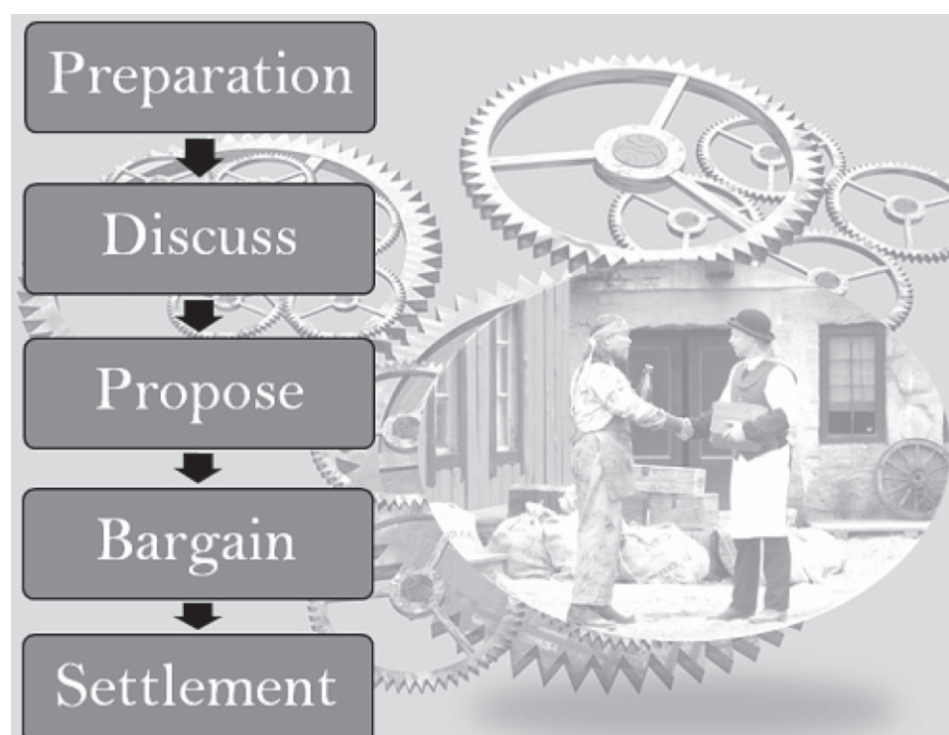 Preparation
Discuss
Propose
Bargain
Settlement